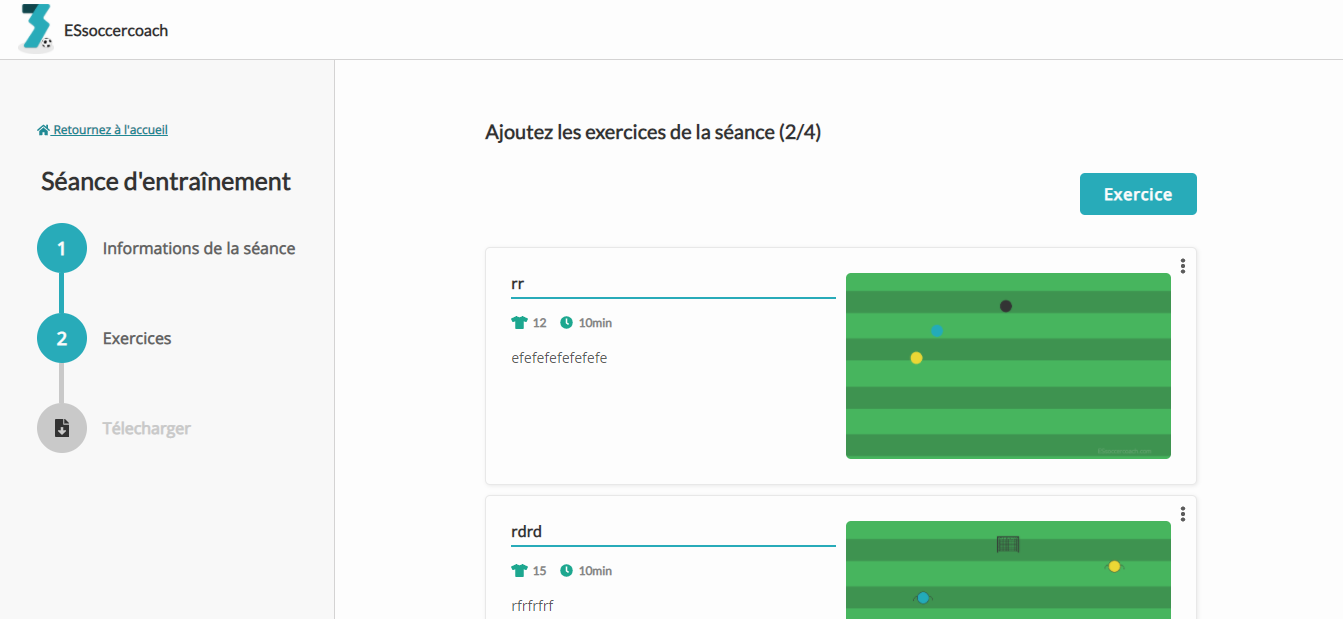 ESsoccercoach
Retournez à l'accueil
Séance d'entraînement
1 Informations de la séance
2 Exercices
Télecharger
Ajoutez les exercices de la séance (2/4)
Exercice
rr
12 10min
efefefefefefefe
rdrd
15 10min
rfrfrfrf